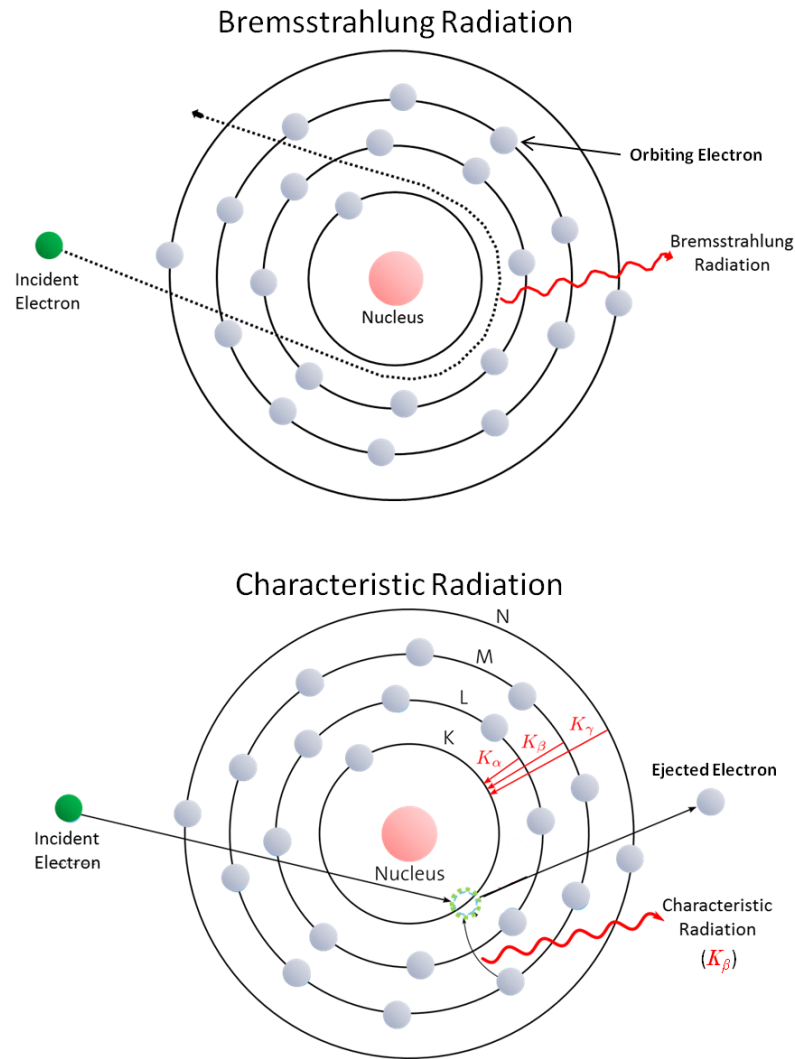 Bremsstrahlung Radiation
Orbiting Electron
Bremsstrahlung
Radiation
Incident
Electron
Nucleus
Characteristic Radiation
N
M
L
K
Kα
Kβ
Kγ
Ejected Electron
Incident
Electron
Nucleus
Characteristic
Radiation
(Kβ)